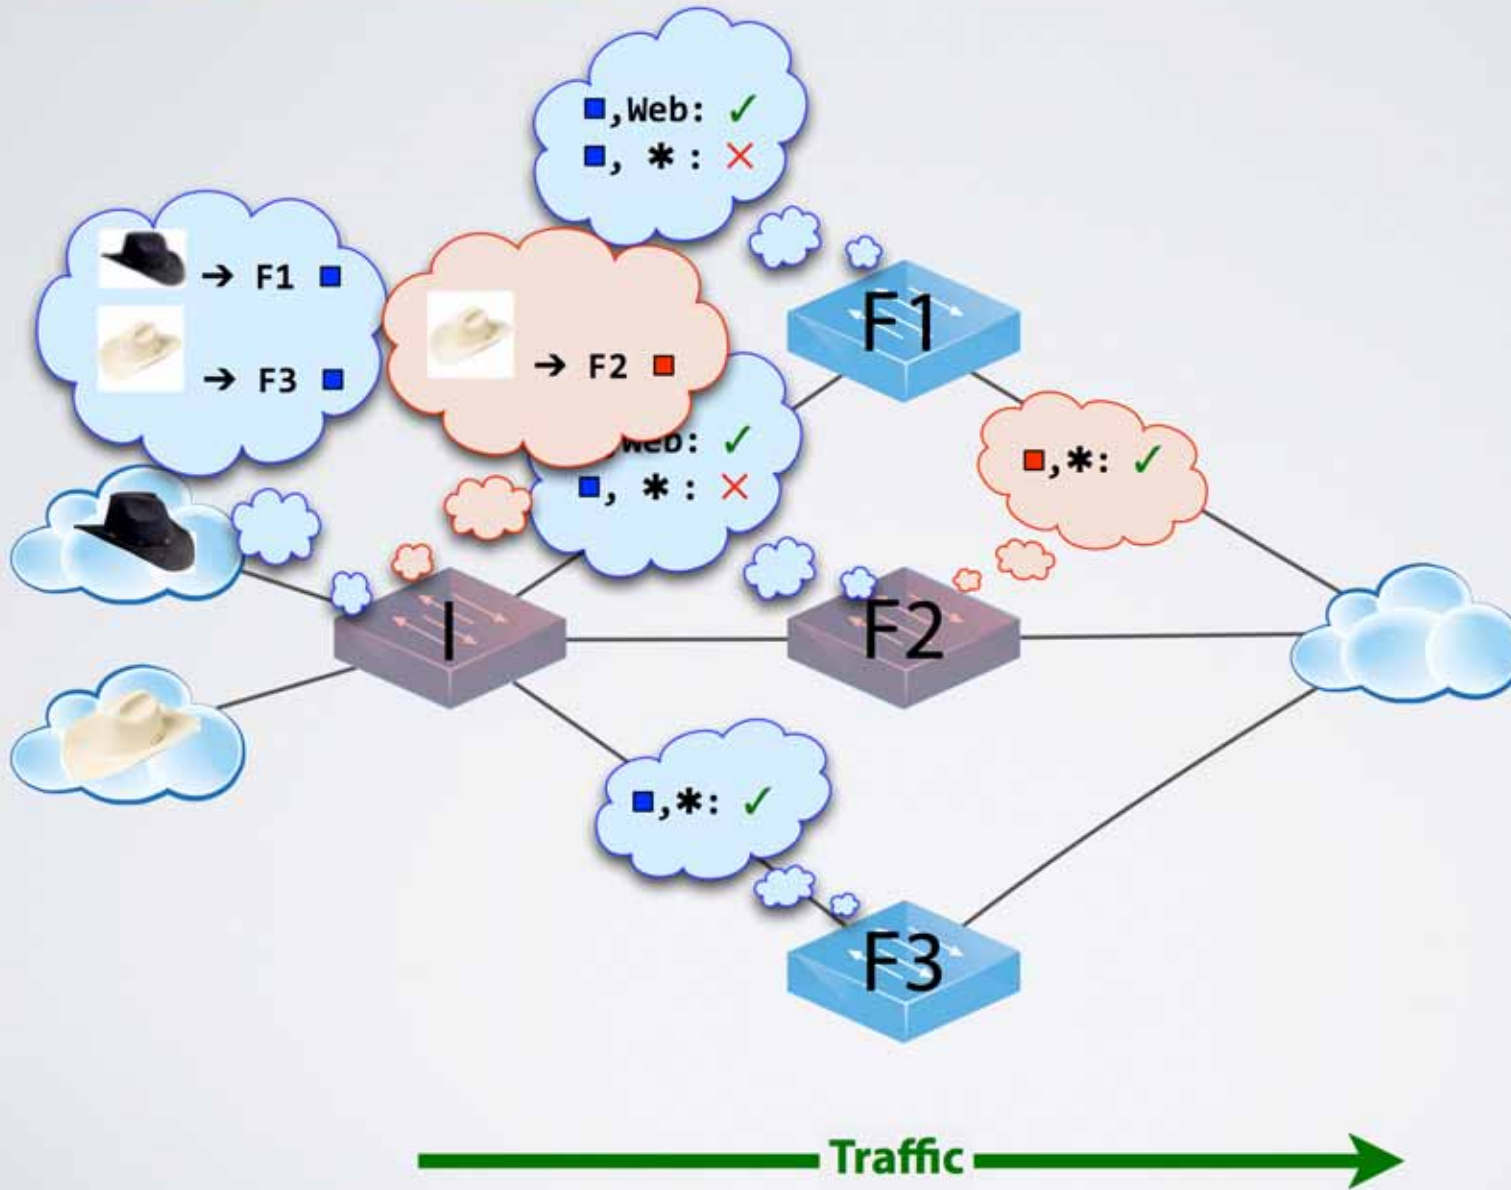 ■,Web: ✓
■, * : ✗
→ F1 ■
→ F3 ■
→ F2 ■
Web: ✓
■, * : ✗
F1
■,*: ✓
I
F2
■,*: ✓
F3
Traffic